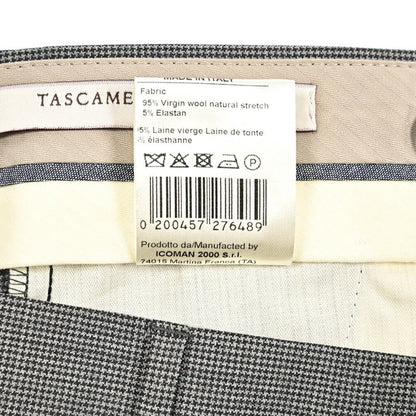 MADE IN ITALY
TASCAME
Fabric
95% Virgin wool natural stretch
5% Elastan
95% Laine vierge Laine de tonte
% élasthanne
P
0 200457 276489
Prodotto da/Manufacted by
ICOMAN 2000 S.r.l.
74015 Martina Franca (TA)